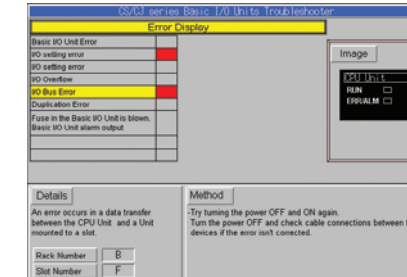 CS/CJ series Basic I/O Units Troubleshooter
Error Display
Basic I/O Unit Error
I/O setting error
I/O setting error
I/O Overflow
I/O Bus Error
Duplication Error
Fuse in the Basic I/O Unit is blown.
Basic I/O Unit alarm output
Image
CPU Unit
RUN
ERR/ALM
Details
An error occurs in a data transfer
between the CPU Unit and a Unit
mounted to a slot.
Rack Number B
Slot Number F
Method
-Try turning the power OFF and ON again.
Turn the power OFF and check cable connections between
devices if the error isn't corrected.